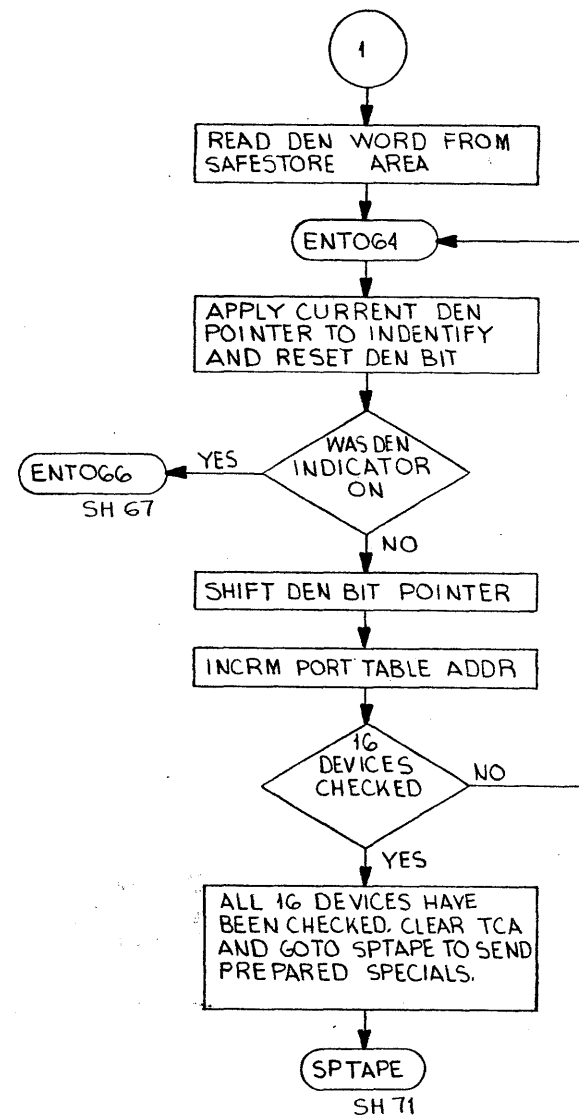 1
READ DEN WORD FROM
SAFESTORE AREA
ENTO64
APPLY CURRENT DEN
POINTER TO INDENTIFY
AND RESET DEN BIT
WAS DEN
INDICATOR
ON
YES
ENTO66
SH 67
NO
SHIFT DEN BIT POINTER
INCRM PORT TABLE ADDR
16
DEVICES
CHECKED
NO
YES
ALL 16 DEVICES HAVE
BEEN CHECKED. CLEAR TCA
AND GOTO SPTAPE TO SEND
PREPARED SPECIALS.
SPTAPE
SH 71